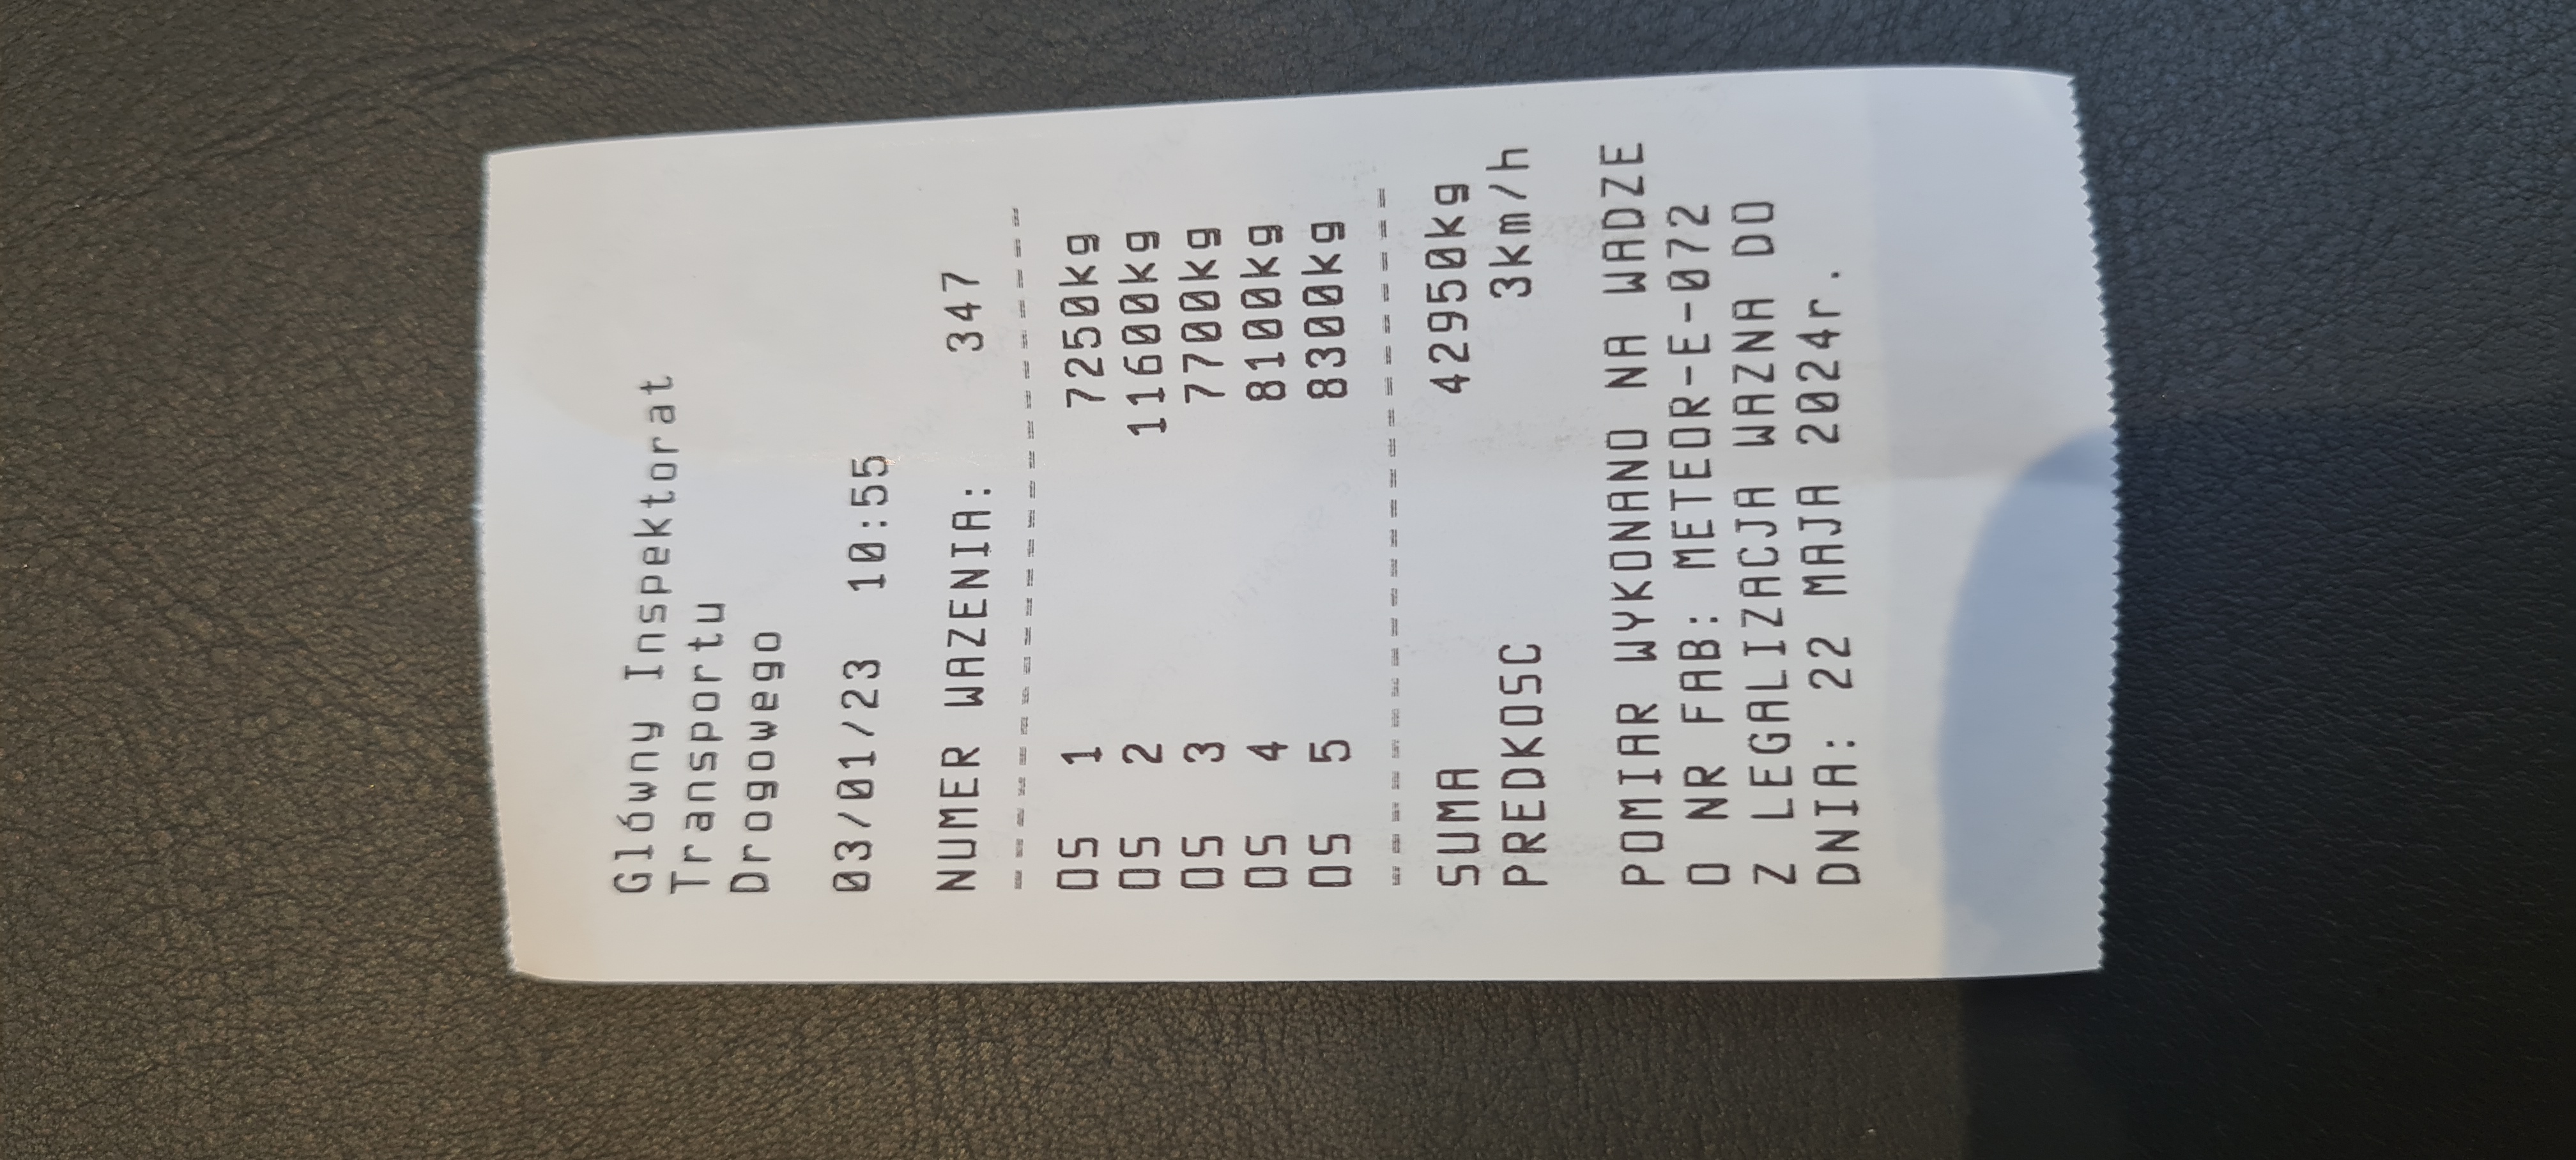 Glówny Inspektorat
Transportu
Drogowego
03/01/23 10:55
NUMER WAZENIA: 347
OS 1 7250kg
OS 2 11600kg
OS 3 7700kg
OS 4 8100kg
OS 5 8300kg
SUMA 42950kg
PREDKOSC 3km/h
POMIAR WYKONANO NA WADZE
O NR FAB: METEOR-E-072
Z LEGALIZACJA WAZNA DO
DNIA: 22 MAJA 2024r.